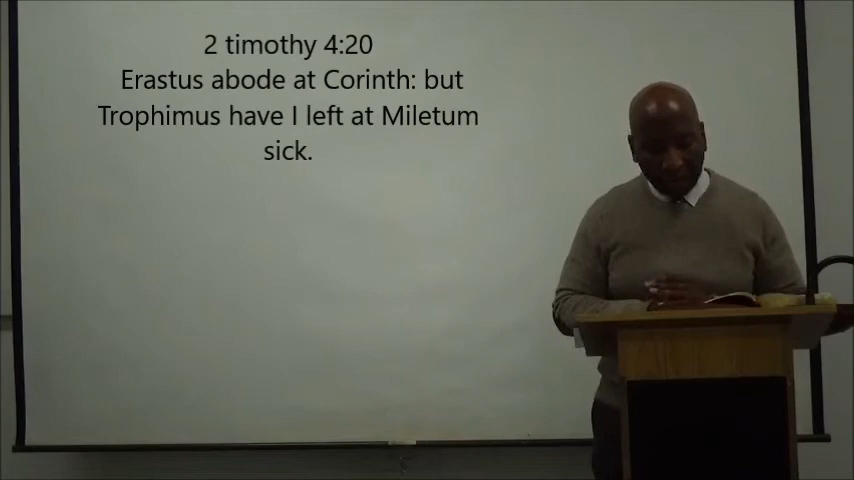 2 timothy 4:20
Erastus abode at Corinth: but
Trophimus have I left at Miletum
sick.